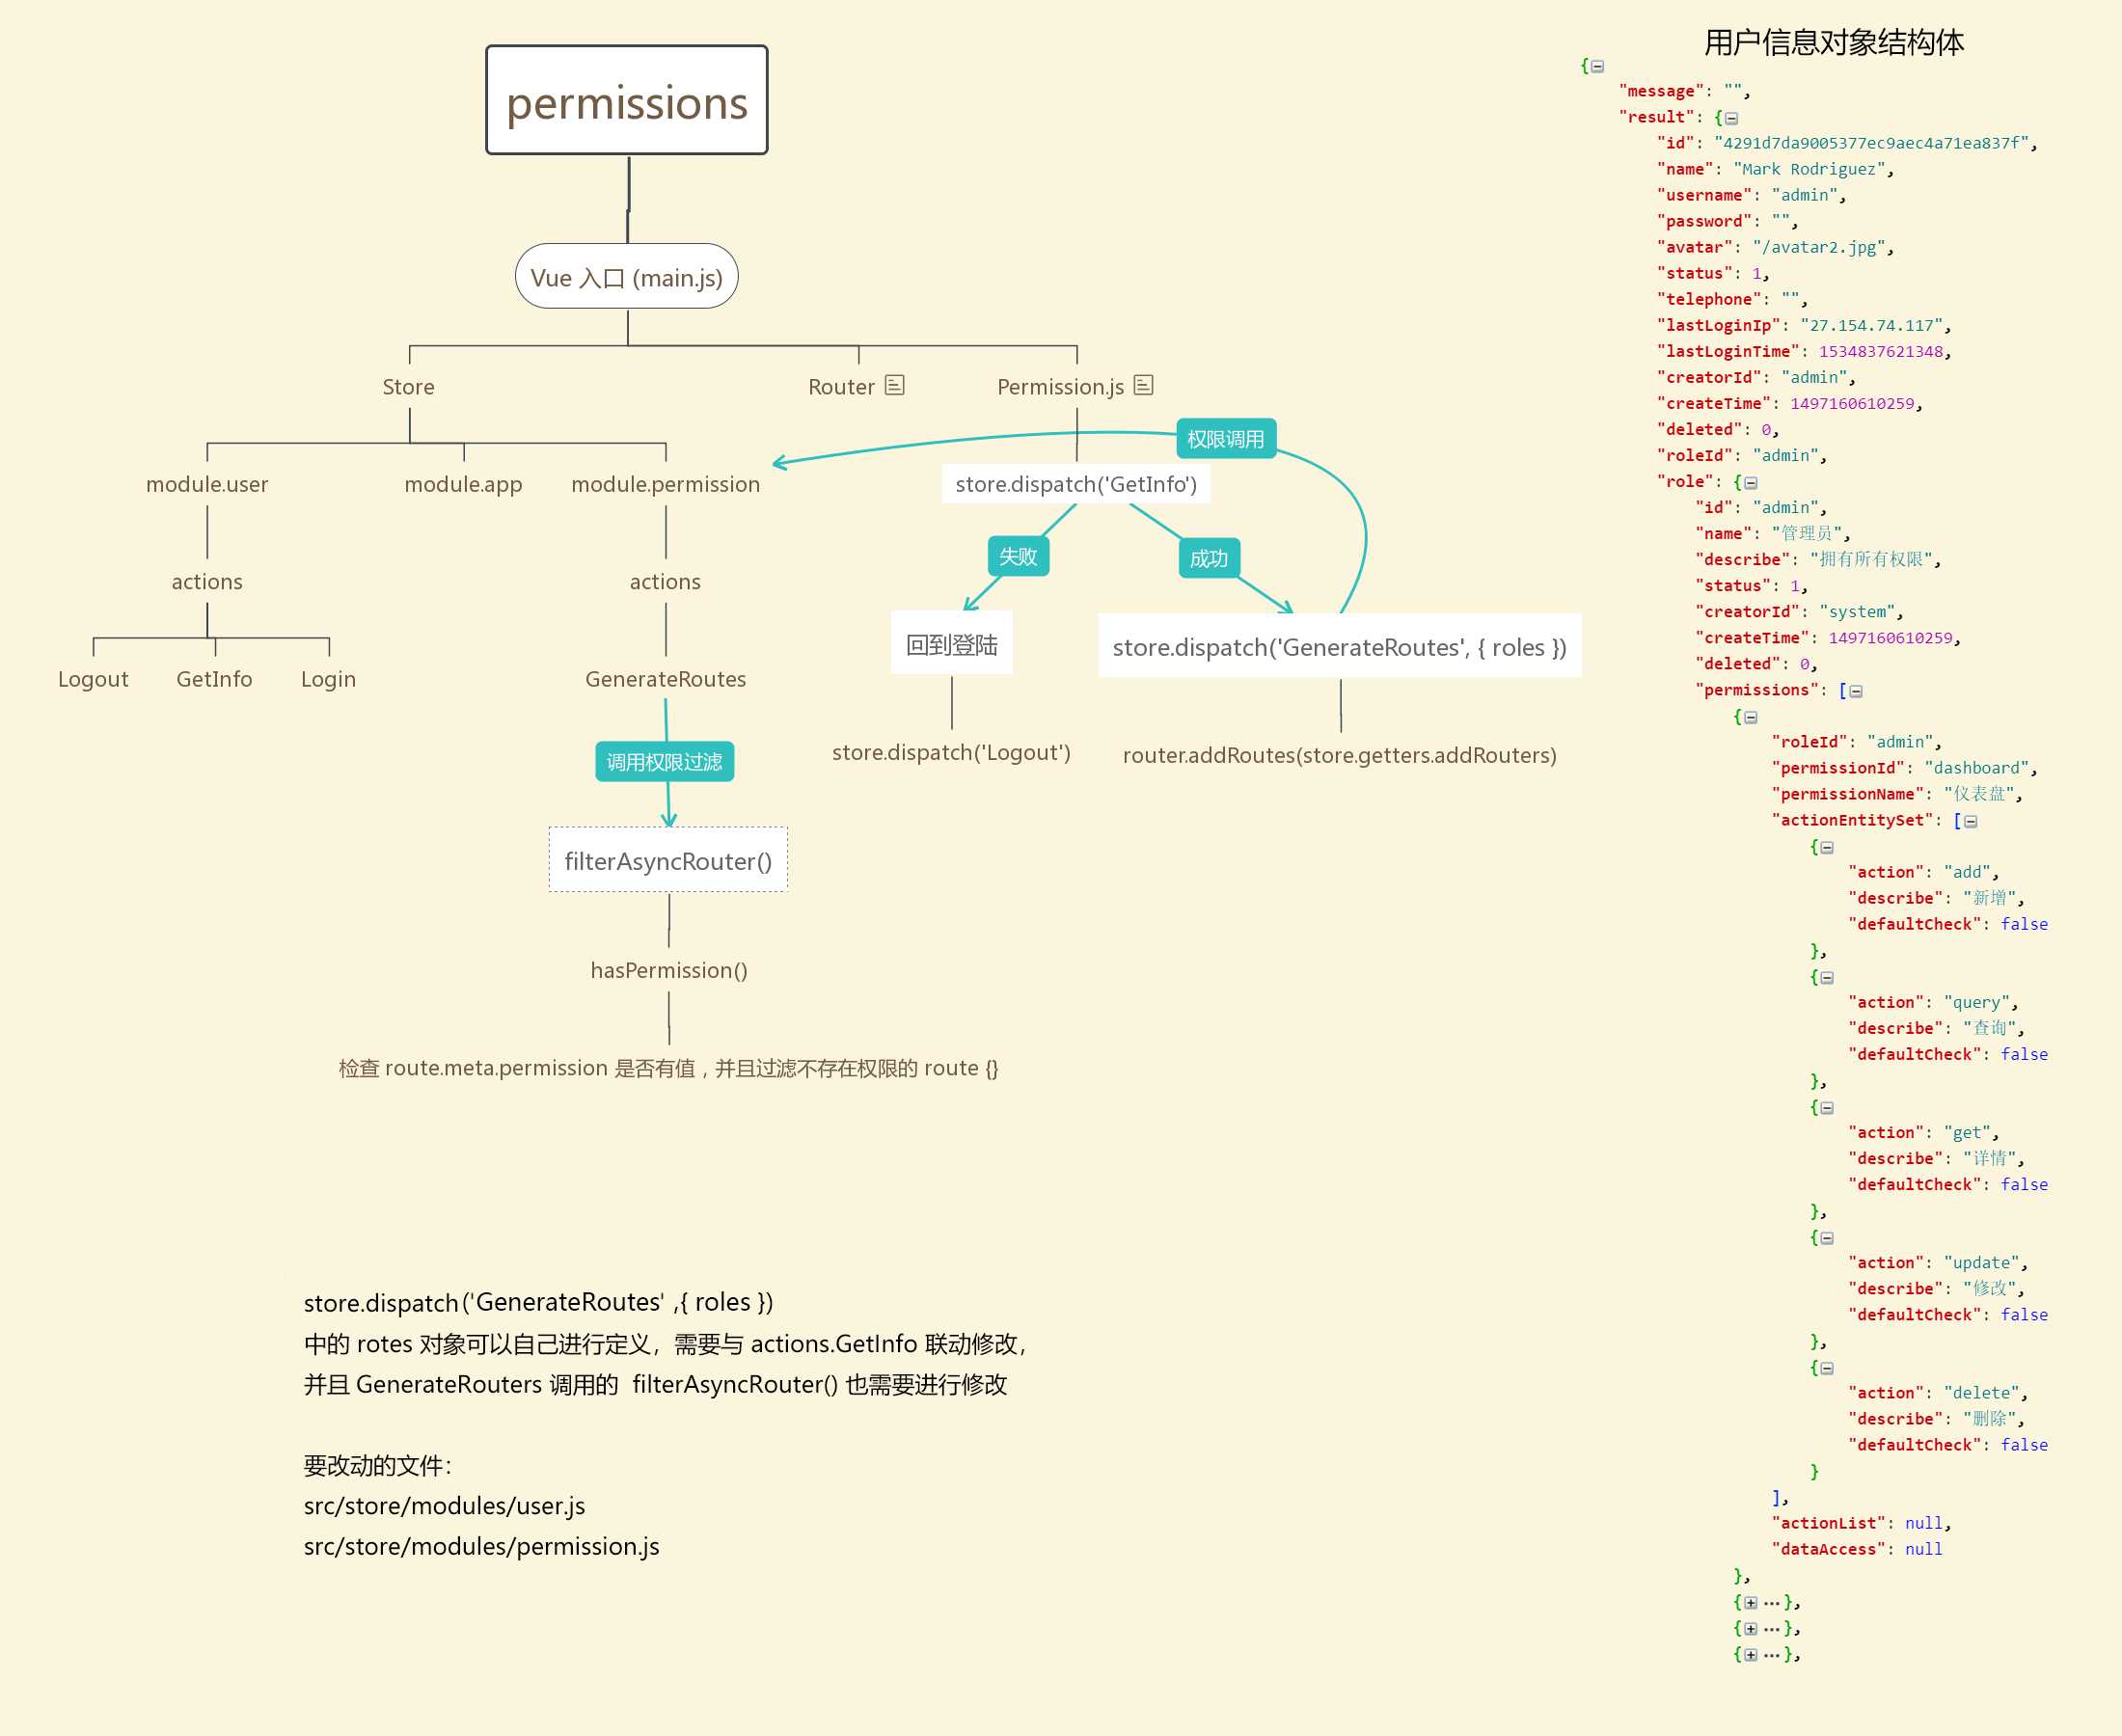 permissions
Vue 入口 (main.js)
Store
Router
Permission.js
权限调用
module.user
module.app
module.permission
store.dispatch('GetInfo')
失败
成功
actions
actions
回到登陆
store.dispatch('GenerateRoutes', { roles })
Logout
GetInfo
Login
GenerateRoutes
store.dispatch('Logout')
router.addRoutes(store.getters.addRouters)
调用权限过滤
filterAsyncRouter()
hasPermission()
检查 route.meta.permission 是否有值，并且过滤不存在权限的 route {}
store.dispatch('GenerateRoutes' ,{ roles })
中的 rotes 对象可以自己进行定义，需要与 actions.GetInfo 联动修改，
并且 GenerateRouters 调用的 filterAsyncRouter() 也需要进行修改
要改动的文件：
src/store/modules/user.js
src/store/modules/permission.js
用户信息对象结构体
{
"message": "",
"result": {
"id": "4291d7da9005377ec9aec4a71ea837f",
"name": "Mark Rodriguez",
"username": "admin",
"password": "",
"avatar": "/avatar2.jpg",
"status": 1,
"telephone": "",
"lastLoginIp": "27.154.74.117",
"lastLoginTime": 1534837621348,
"creatorId": "admin",
"createTime": 1497160610259,
"deleted": 0,
"roleId": "admin",
"role": {
"id": "admin",
"name": "管理员",
"describe": "拥有所有权限",
"status": 1,
"creatorId": "system",
"createTime": 1497160610259,
"deleted": 0,
"permissions": [
{
"roleId": "admin",
"permissionId": "dashboard",
"permissionName": "仪表盘",
"actionEntitySet": [
{
"action": "add",
"describe": "新增",
"defaultCheck": false
},
{
"action": "query",
"describe": "查询",
"defaultCheck": false
},
{
"action": "get",
"describe": "详情",
"defaultCheck": false
},
{
"action": "update",
"describe": "修改",
"defaultCheck": false
},
{
"action": "delete",
"describe": "删除",
"defaultCheck": false
}
],
"actionList": null,
"dataAccess": null
},
{...},
{...},
{...},